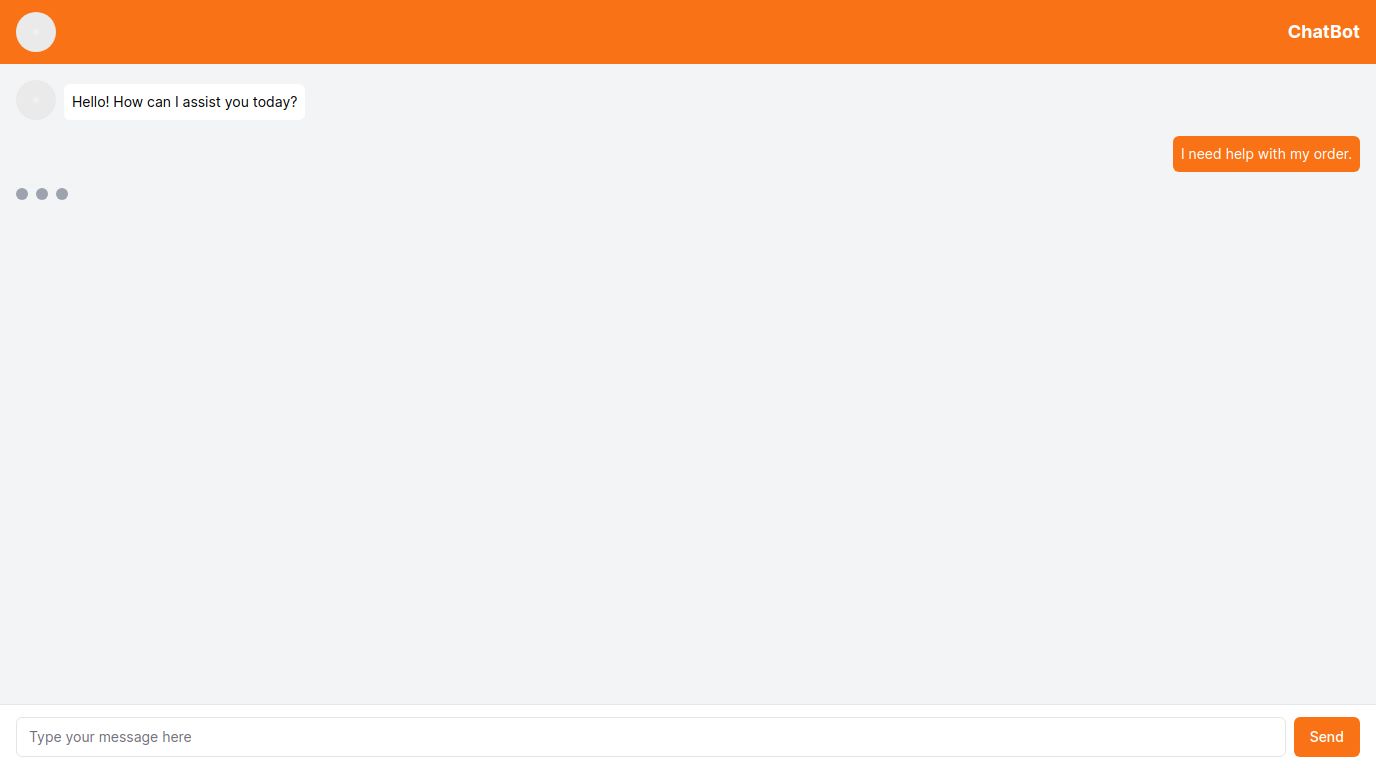 ChatBot
Hello! How can I assist you today?
I need help with my order.
Type your message here
Send